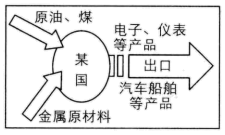 原油、煤
电子、仪表
等产品
某
国
出口
汽车船舶
等产品
金属原材料